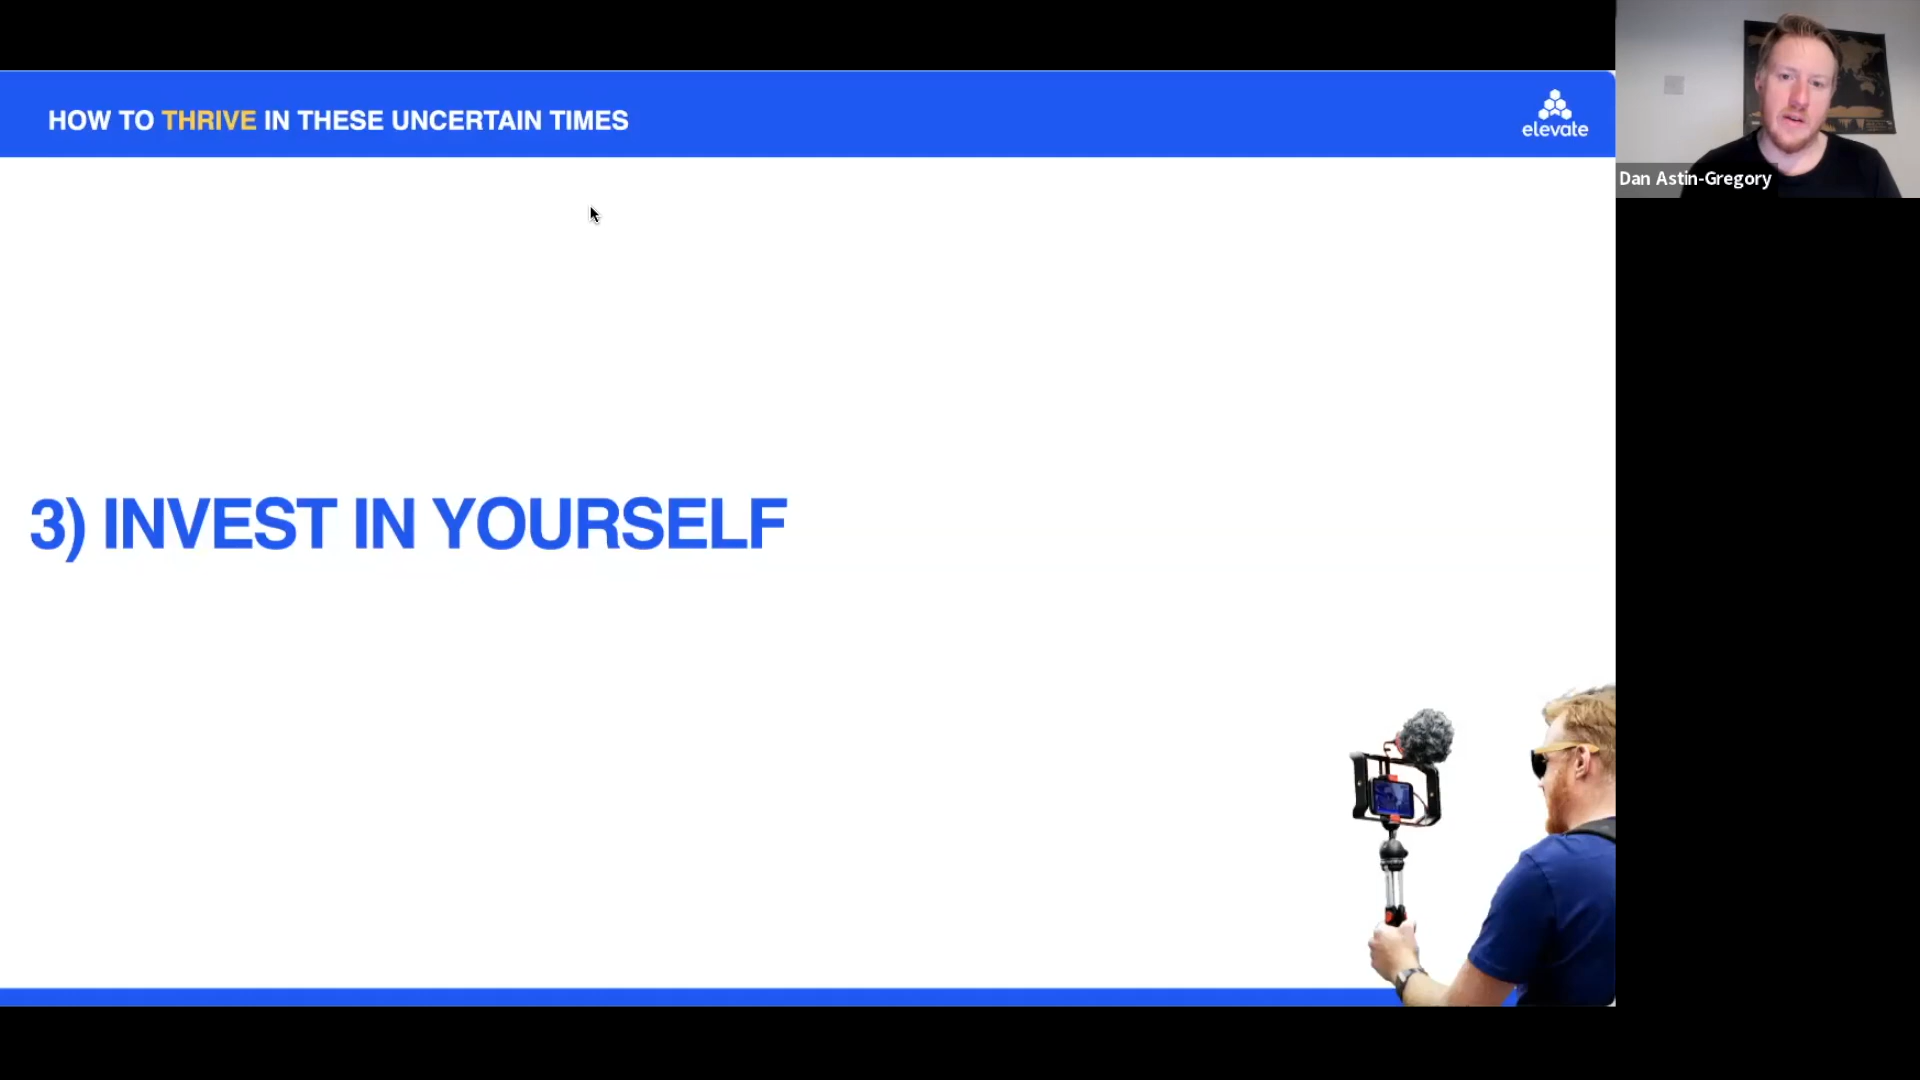 HOW TO THRIVE IN THESE UNCERTAIN TIMES
elevate
Dan Astin-Gregory
3) INVEST IN YOURSELF